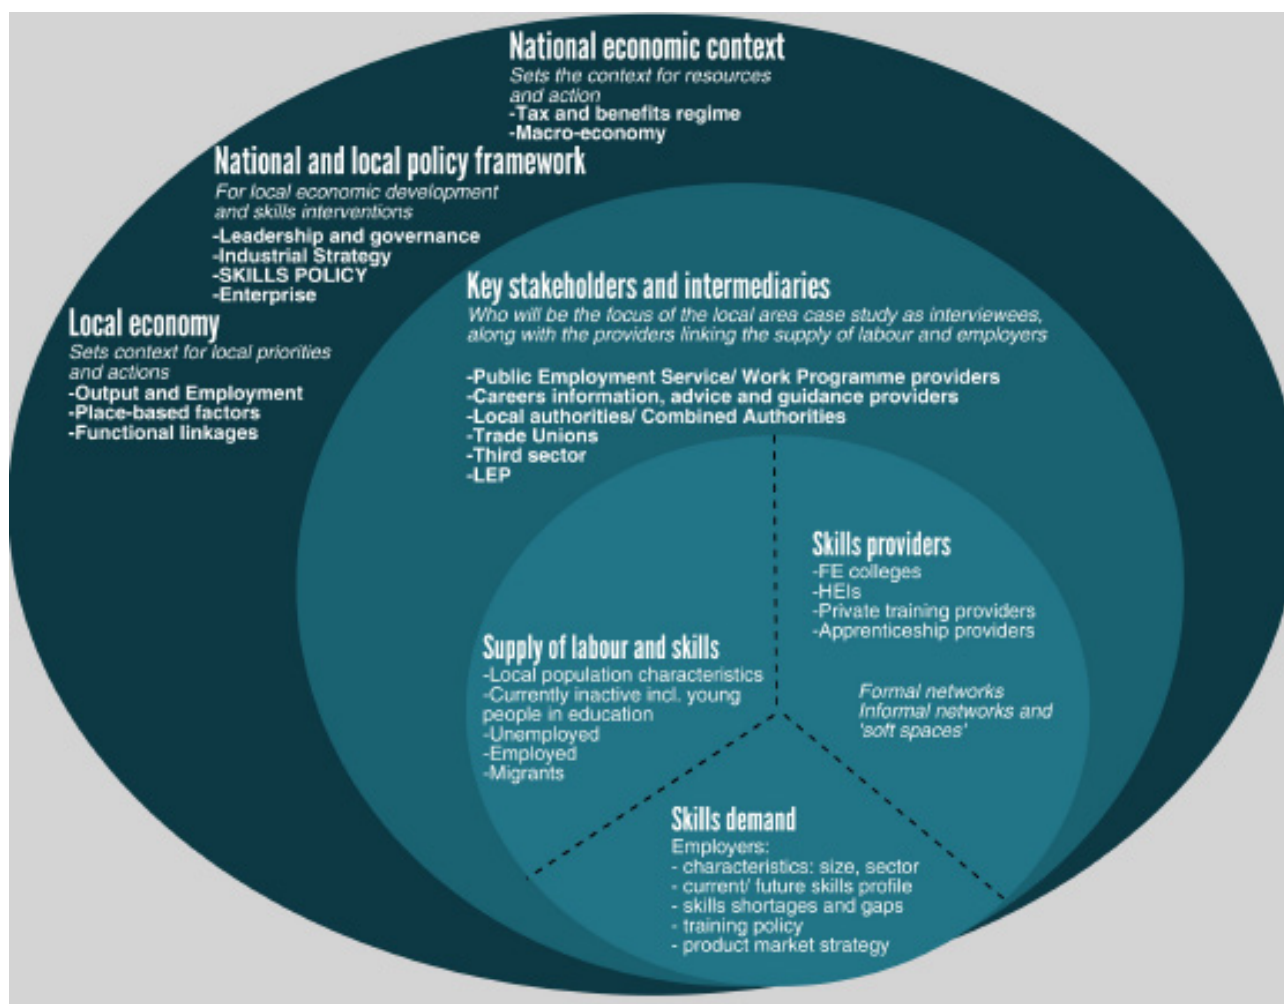 National economic context
Sets the context for resources
and action
-Tax and benefits regime
-Macro-economy
National and local policy framework
For local economic development
and skills interventions
-Leadership and governance
-Industrial Strategy
-SKILLS POLICY
-Enterprise
Local economy
Sets context for local priorities
and actions
-Output and Employment
-Place-based factors
-Functional linkages
Key stakeholders and intermediaries
Who will be the focus of the local area case study as interviewees,
along with the providers linking the supply of labour and employers
-Public Employment Service/ Work Programme providers
-Careers information, advice and guidance providers
-Local authorities/ Combined Authorities
-Trade Unions
-Third sector
-LEP
Skills providers
-FE colleges
-HEIs
-Private training providers
-Apprenticeship providers
Formal networks
Informal networks and
'soft spaces'
Supply of labour and skills
-Local population characteristics
-Currently inactive incl. young
people in education
-Unemployed
-Employed
-Migrants
Skills demand
Employers:
- characteristics: size, sector
- current/ future skills profile
- skills shortages and gaps
- training policy
- product market strategy